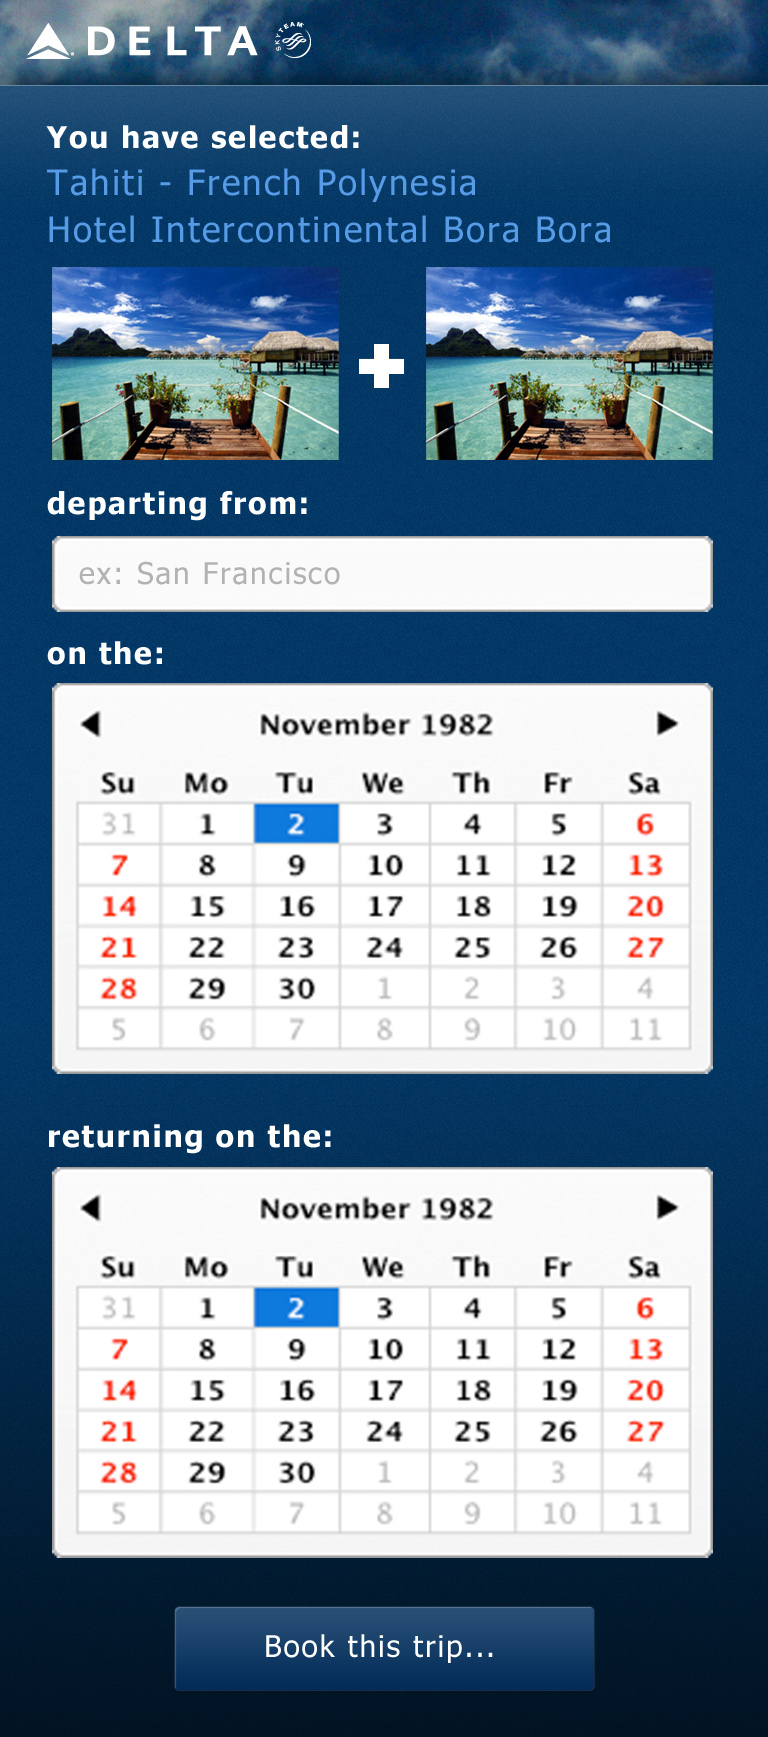 DELTA SKYTEAM
You have selected:
Tahiti - French Polynesia
Hotel Intercontinental Bora Bora
departing from:
ex: San Francisco
on the:
November 1982
Su Mo Tu We Th Fr Sa
31 1 2 3 4 5 6
7 8 9 10 11 12 13
14 15 16 17 18 19 20
21 22 23 24 25 26 27
28 29 30 1 2 3 4
5 6 7 8 9 10 11
returning on the:
November 1982
Su Mo Tu We Th Fr Sa
31 1 2 3 4 5 6
7 8 9 10 11 12 13
14 15 16 17 18 19 20
21 22 23 24 25 26 27
28 29 30 1 2 3 4
5 6 7 8 9 10 11
Book this trip...